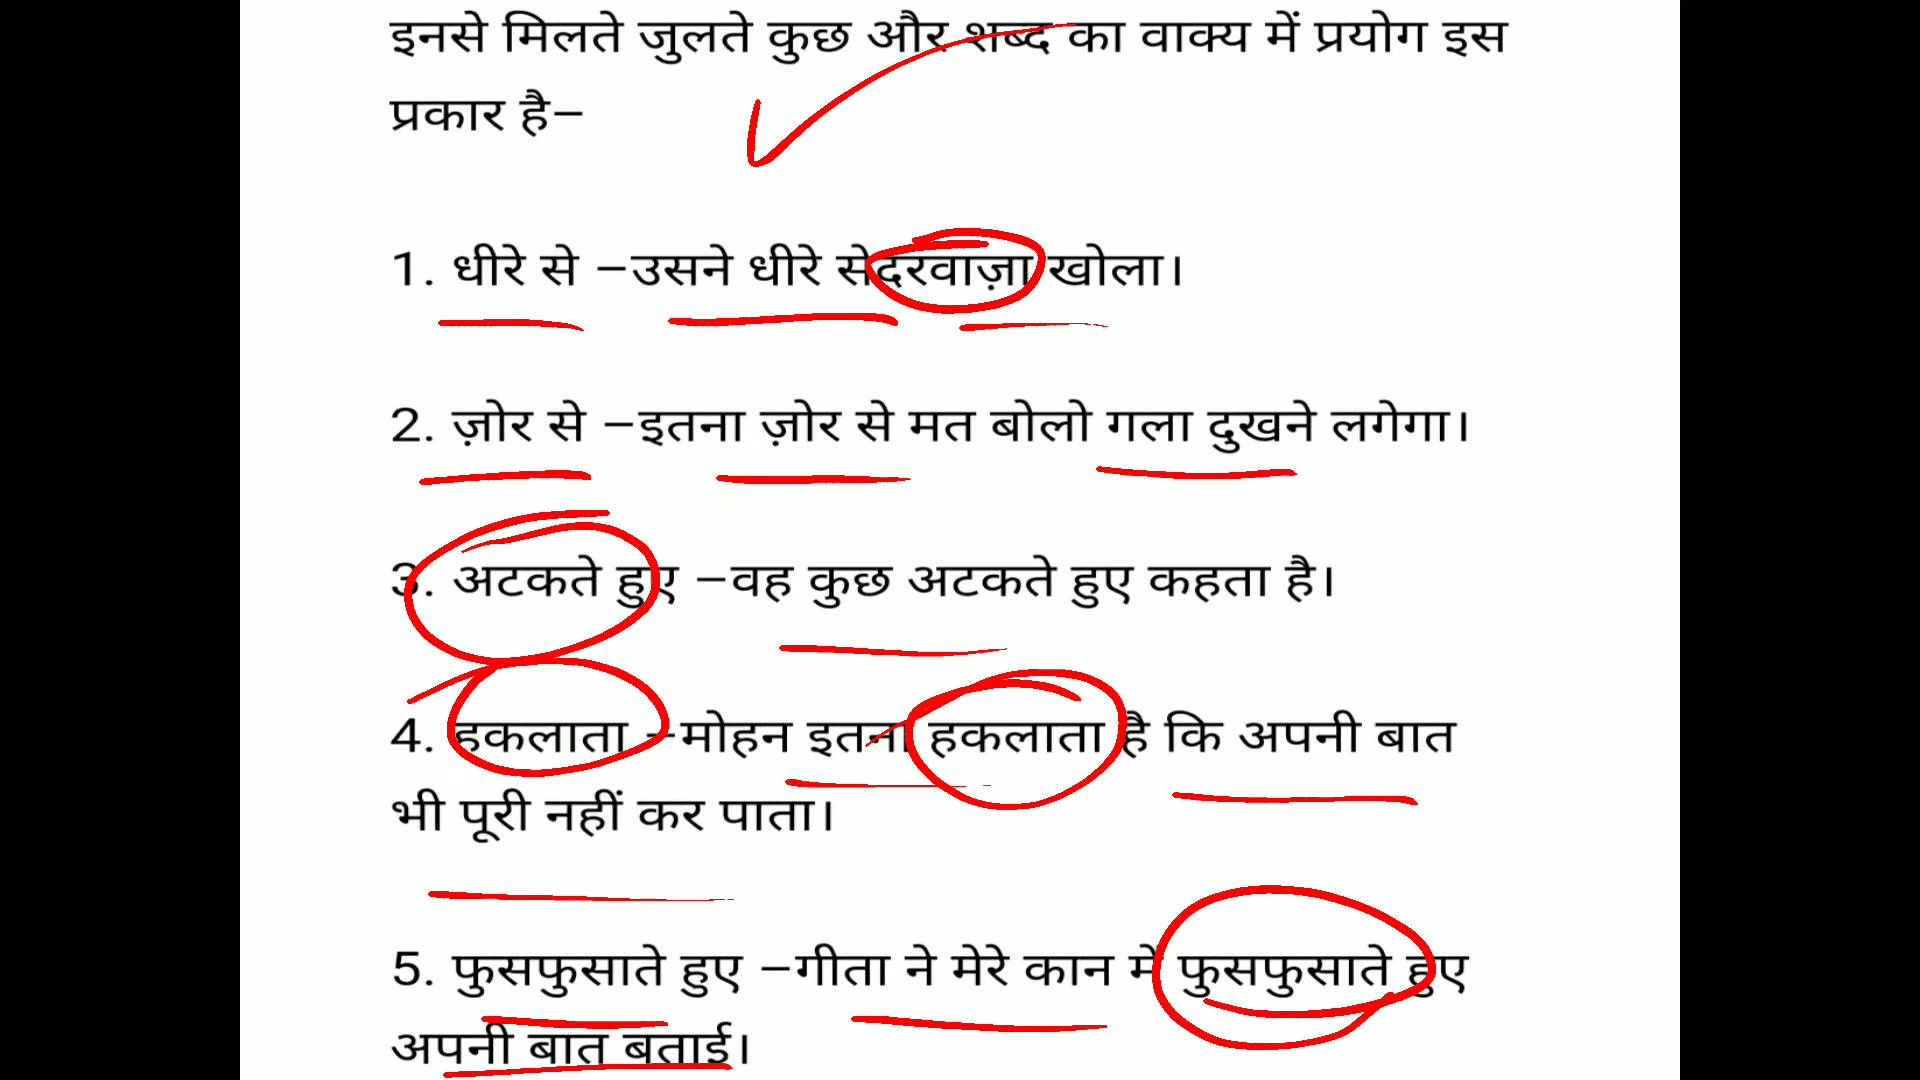 इनसे मिलते जुलते कुछ और शब्द का वाक्य में प्रयोग इस
प्रकार है–
1. धीरे से –उसने धीरे सेदरवाज़ा खोला।
2. ज़ोर से –इतना ज़ोर से मत बोलो गला दुखने लगेगा।
3. अटकते हुए –वह कुछ अटकते हुए कहता है।
4. हकलाता –मोहन इतना हकलाता है कि अपनी बात
भी पूरी नहीं कर पाता।
5. फुसफुसाते हुए –गीता ने मेरे कान में फुसफुसाते हुए
अपनी बात बताई।